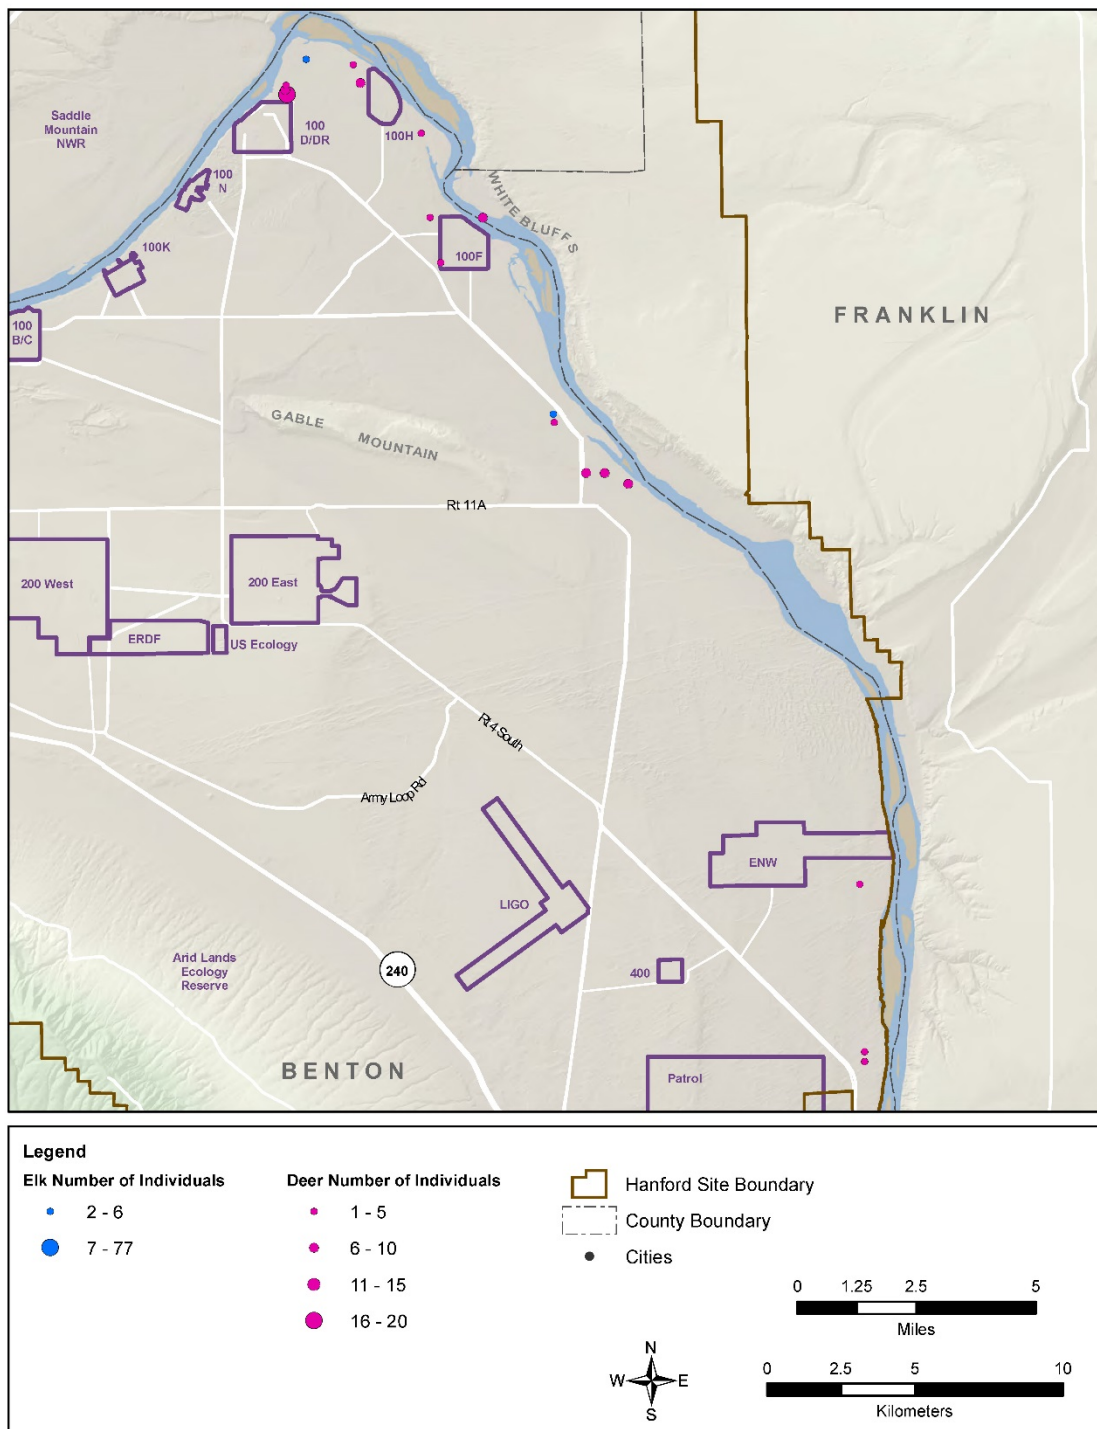 Saddle
Mountain
NWR
100
D/DR
100H
100
N
WHITE BLUFFS
100K
100F
100
B/C
FRANKLIN
GABLE MOUNTAIN
Rt 11A
200 West
200 East
ERDF
US Ecology
Rt 4 South
Army Loop Rd
ENW
LIGO
Arid Lands
Ecology
Reserve
240
400
BENTON
Patrol
Legend
Elk Number of Individuals
2 - 6
7 - 77
Deer Number of Individuals
1 - 5
6 - 10
11 - 15
16 - 20
Hanford Site Boundary
County Boundary
Cities
0 1.25 2.5 5
Miles
0 2.5 5 10
Kilometers
N
W E
S